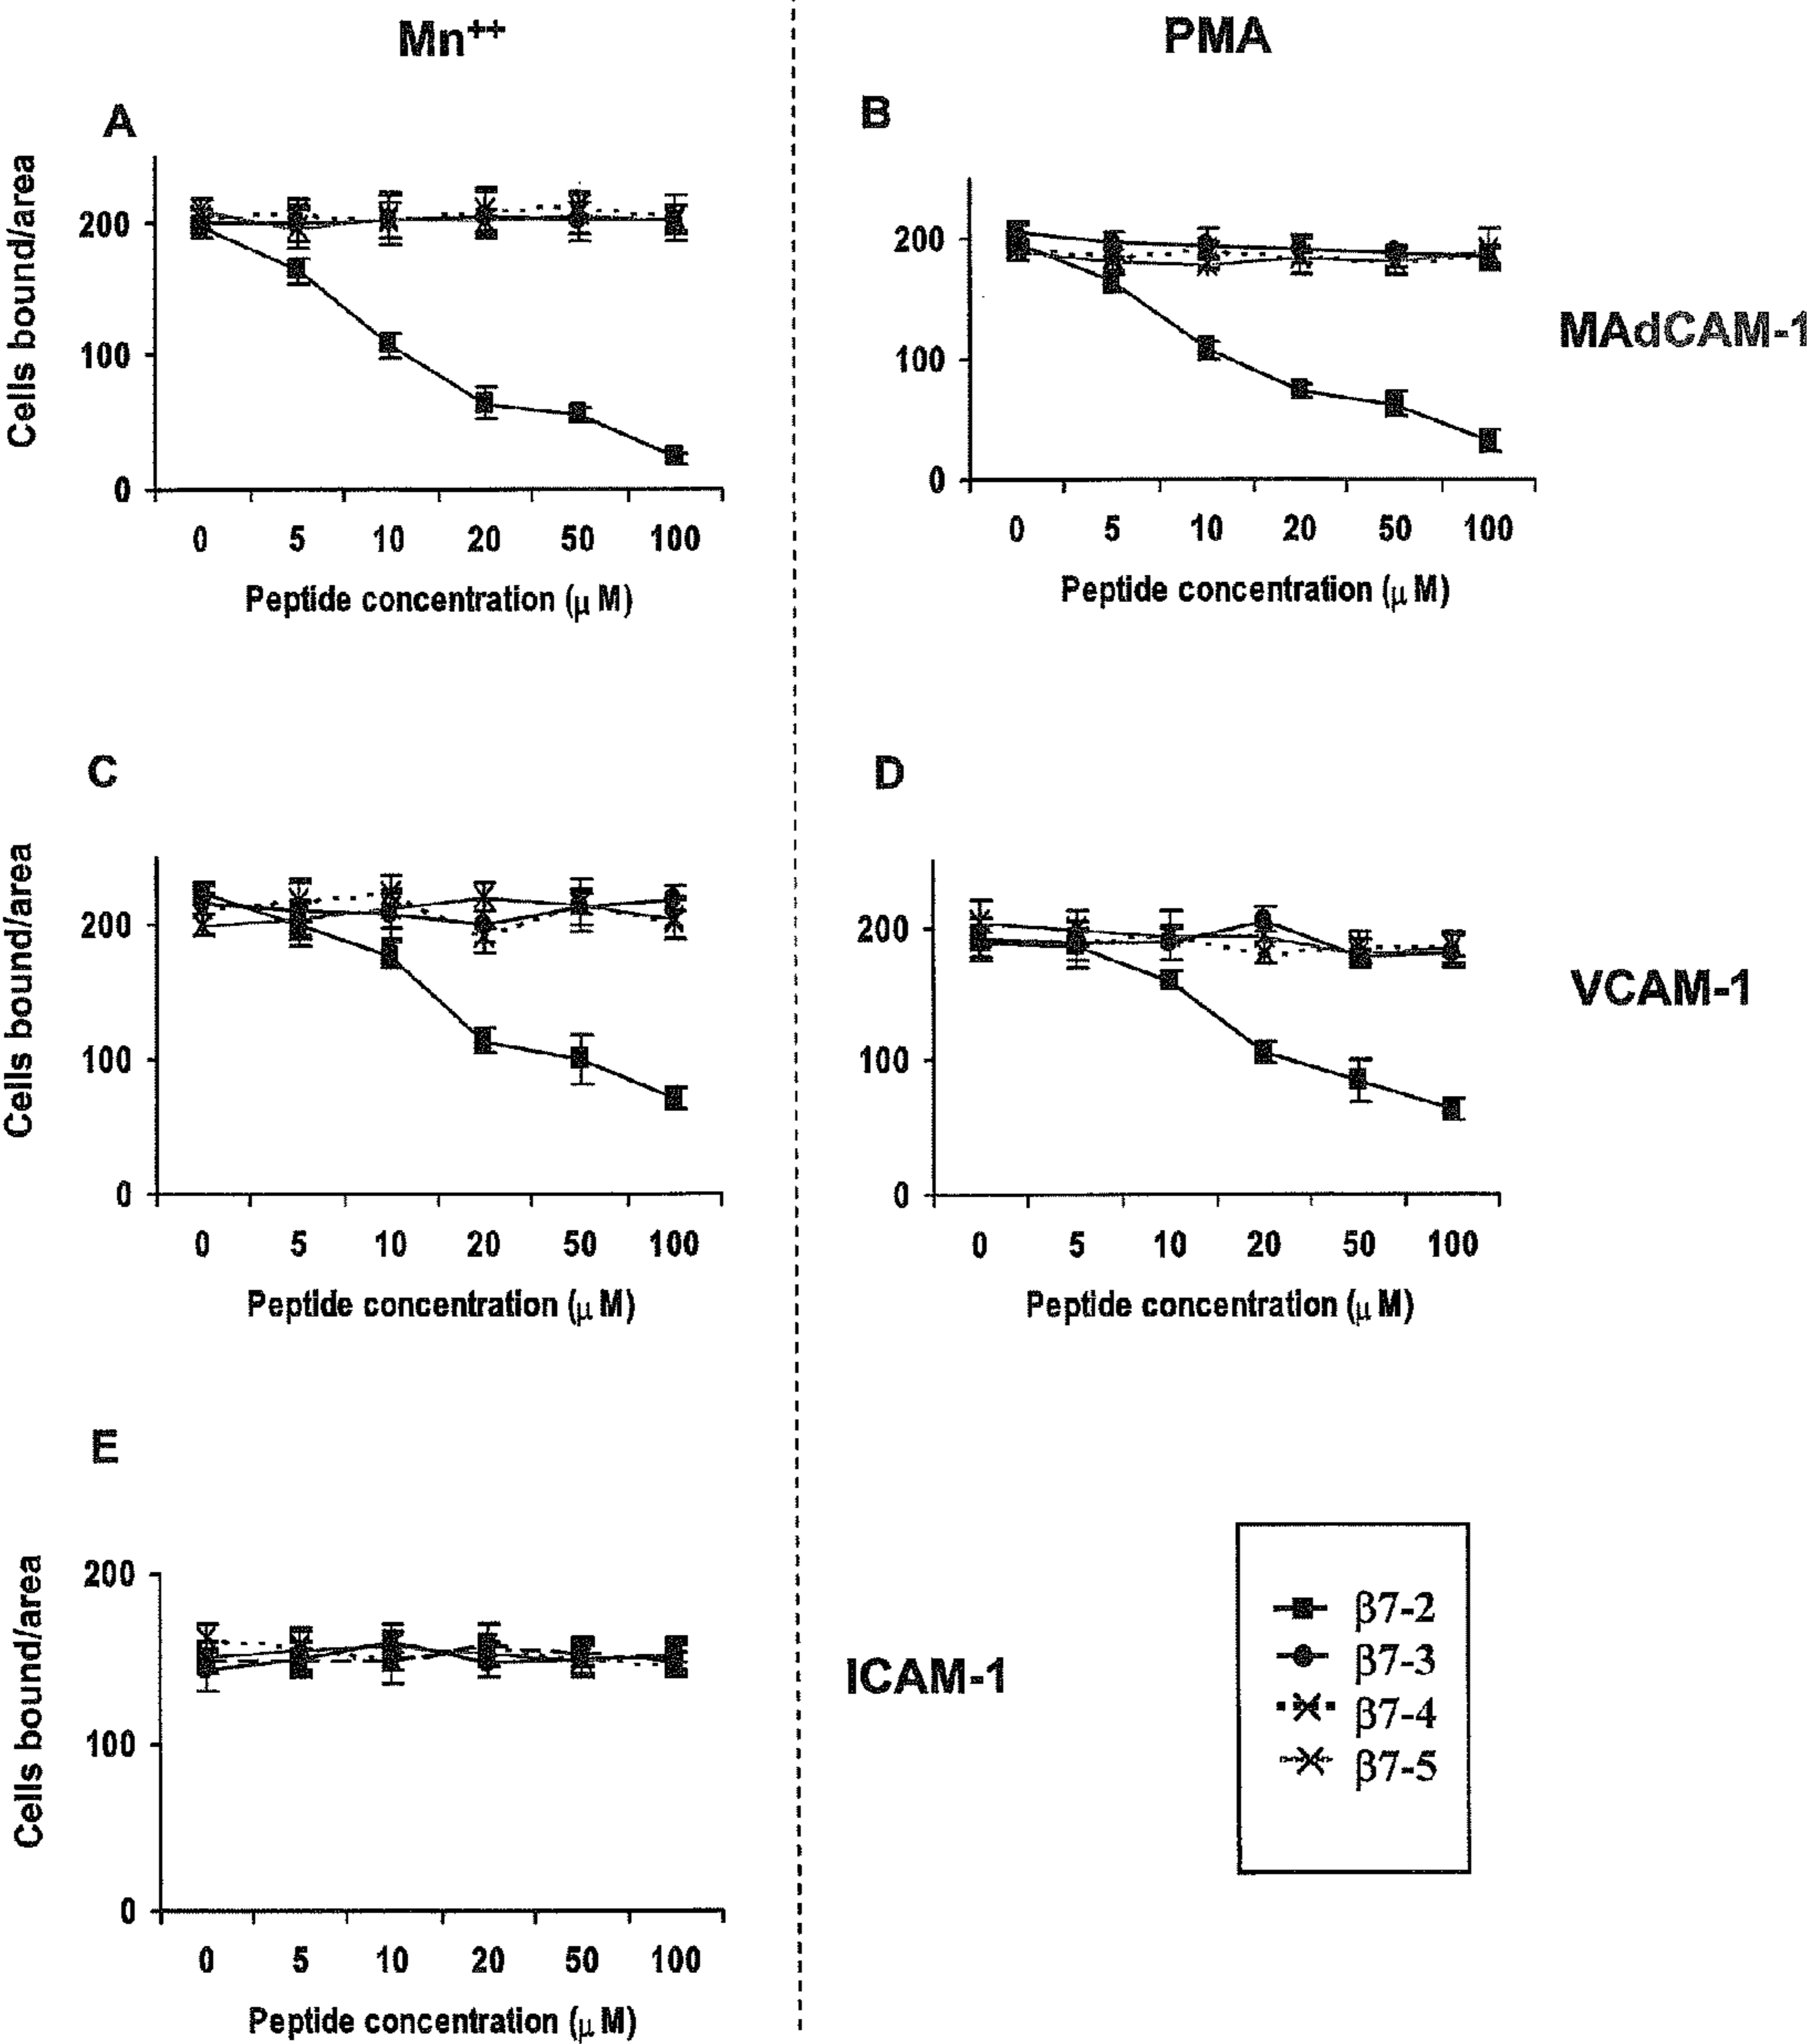 Mn++
PMA
A
Cells bound/area
200
100
0
0 5 10 20 50 100
Peptide concentration (μ M)
B
200
100
0
0 5 10 20 50 100
Peptide concentration (μ M)
MAdCAM-1
C
Cells bound/area
200
100
0
0 5 10 20 50 100
Peptide concentration (μ M)
D
200
100
0
0 5 10 20 50 100
Peptide concentration (μ M)
VCAM-1
E
Cells bound/area
200
100
0
0 5 10 20 50 100
Peptide concentration (μ M)
ICAM-1
β7-2
β7-3
β7-4
β7-5